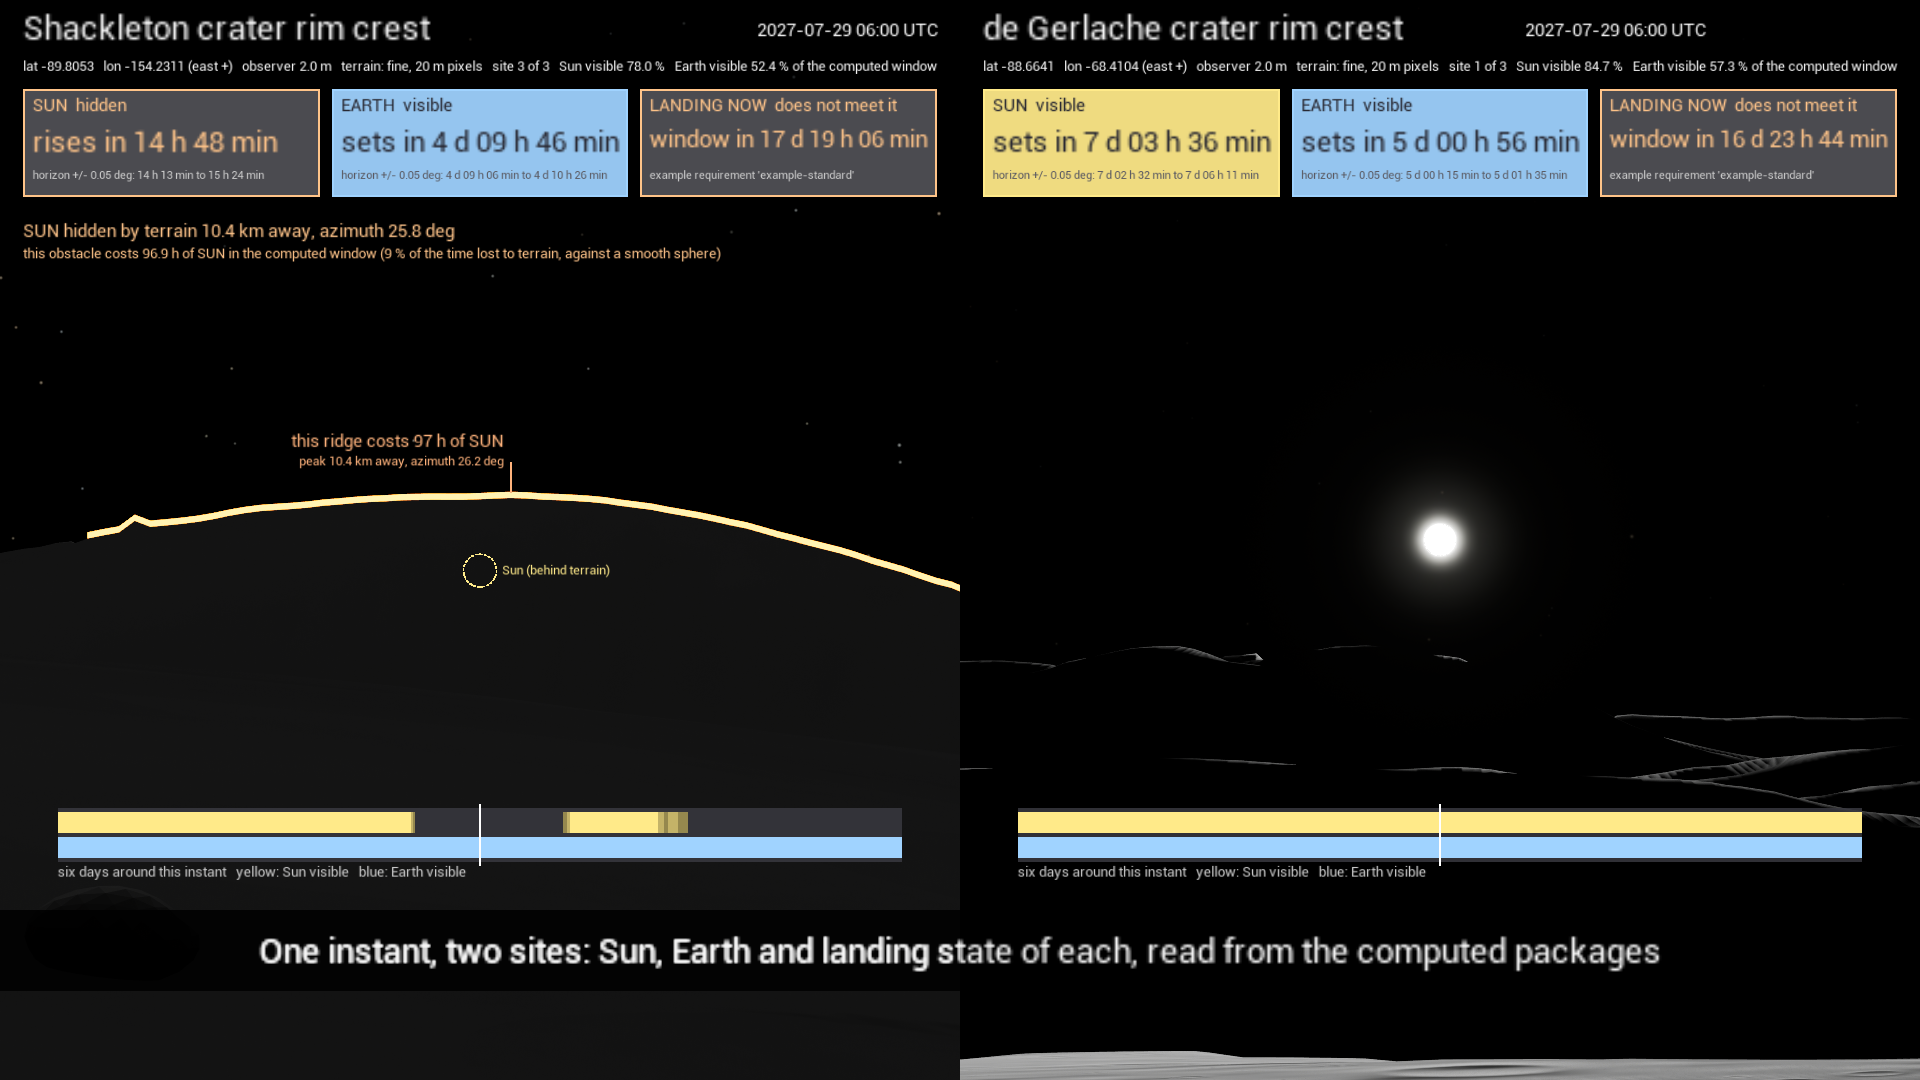 Shackleton crater rim crest
2027-07-29 06:00 UTC
lat -89.8053 lon -154.2311 (east +) observer 2.0 m terrain: fine, 20 m pixels site 3 of 3 Sun visible 78.0 % Earth visible 52.4 % of the computed window
SUN hidden
rises in 14 h 48 min
horizon +/- 0.05 deg: 14 h 13 min to 15 h 24 min
EARTH visible
sets in 4 d 09 h 46 min
horizon +/- 0.05 deg: 4 d 09 h 06 min to 4 d 10 h 26 min
LANDING NOW does not meet it
window in 17 d 19 h 06 min
example requirement 'example-standard'
SUN hidden by terrain 10.4 km away, azimuth 25.8 deg
this obstacle costs 96.9 h of SUN in the computed window (9 % of the time lost to terrain, against a smooth sphere)
this ridge costs 97 h of SUN
peak 10.4 km away, azimuth 26.2 deg
Sun (behind terrain)
six days around this instant yellow: Sun visible blue: Earth visible
de Gerlache crater rim crest
2027-07-29 06:00 UTC
lat -88.6641 lon -68.4104 (east +) observer 2.0 m terrain: fine, 20 m pixels site 1 of 3 Sun visible 84.7 % Earth visible 57.3 % of the computed window
SUN visible
sets in 7 d 03 h 36 min
horizon +/- 0.05 deg: 7 d 02 h 32 min to 7 d 06 h 11 min
EARTH visible
sets in 5 d 00 h 56 min
horizon +/- 0.05 deg: 5 d 00 h 15 min to 5 d 01 h 35 min
LANDING NOW does not meet it
window in 16 d 23 h 44 min
example requirement 'example-standard'
six days around this instant yellow: Sun visible blue: Earth visible
One instant, two sites: Sun, Earth and landing state of each, read from the computed packages